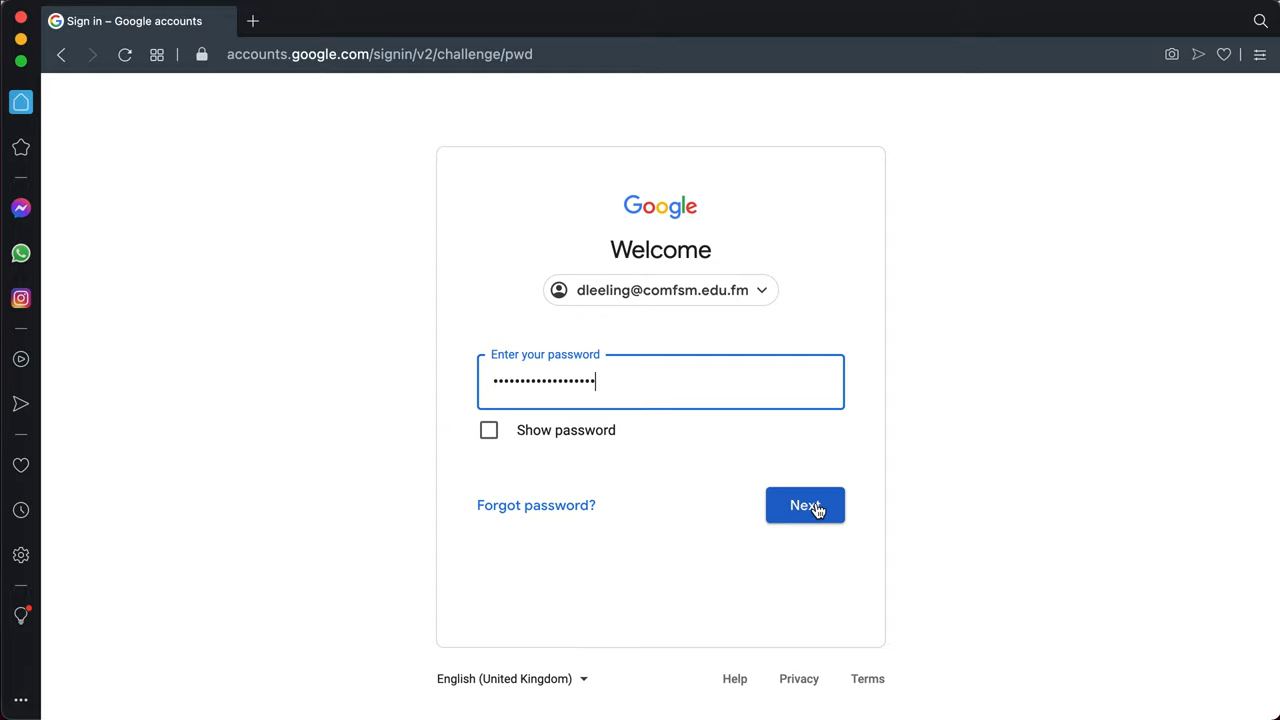 Sign in – Google accounts
accounts.google.com/signin/v2/challenge/pwd
Google
Welcome
dleeling@comfsm.edu.fm
Enter your password
•••••••••••••••••••
Show password
Forgot password?
Next
English (United Kingdom)
Help Privacy Terms